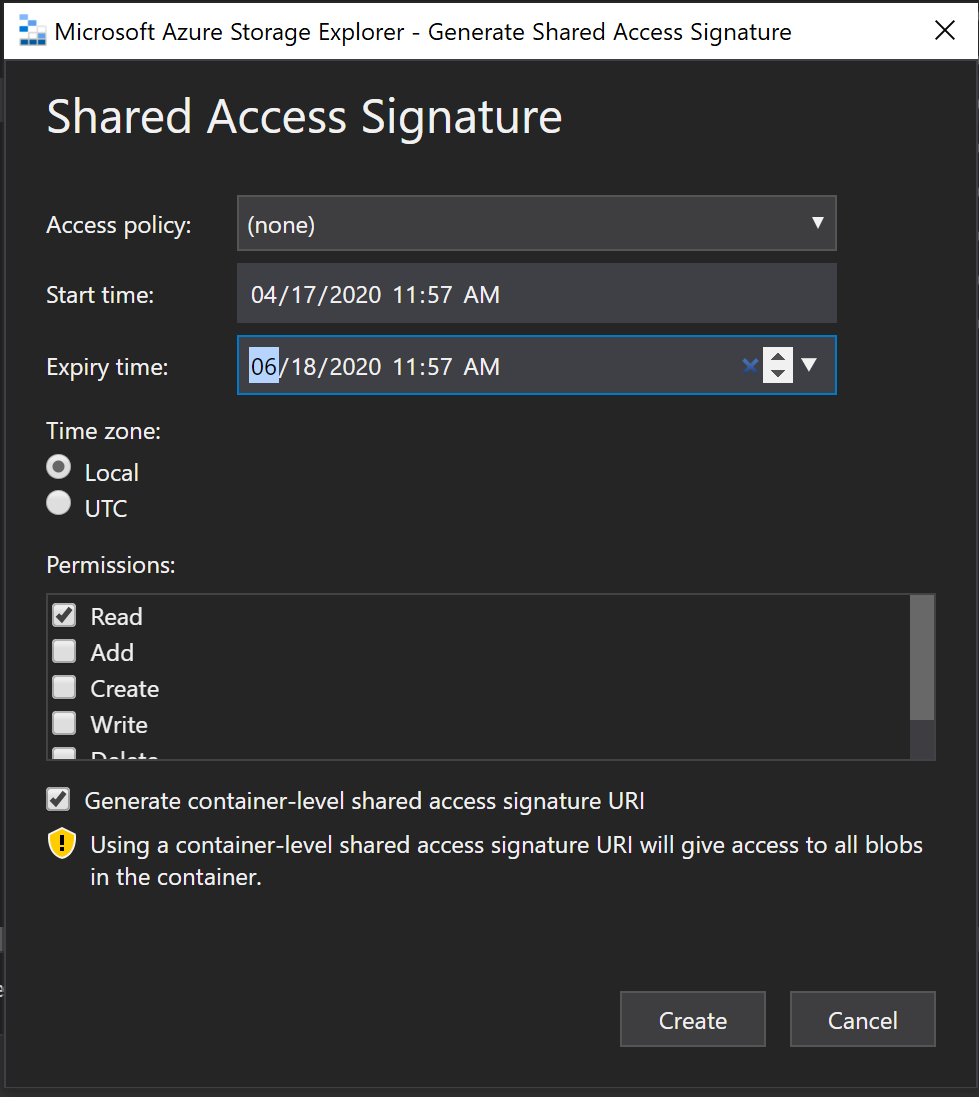 Microsoft Azure Storage Explorer - Generate Shared Access Signature
Shared Access Signature
Access policy:
(none)
Start time:
04/17/2020 11:57 AM
Expiry time:
06/18/2020 11:57 AM
Time zone:
Local
UTC
Permissions:
Read
Add
Create
Write
Delete
Generate container-level shared access signature URI
Using a container-level shared access signature URI will give access to all blobs
in the container.
Create
Cancel